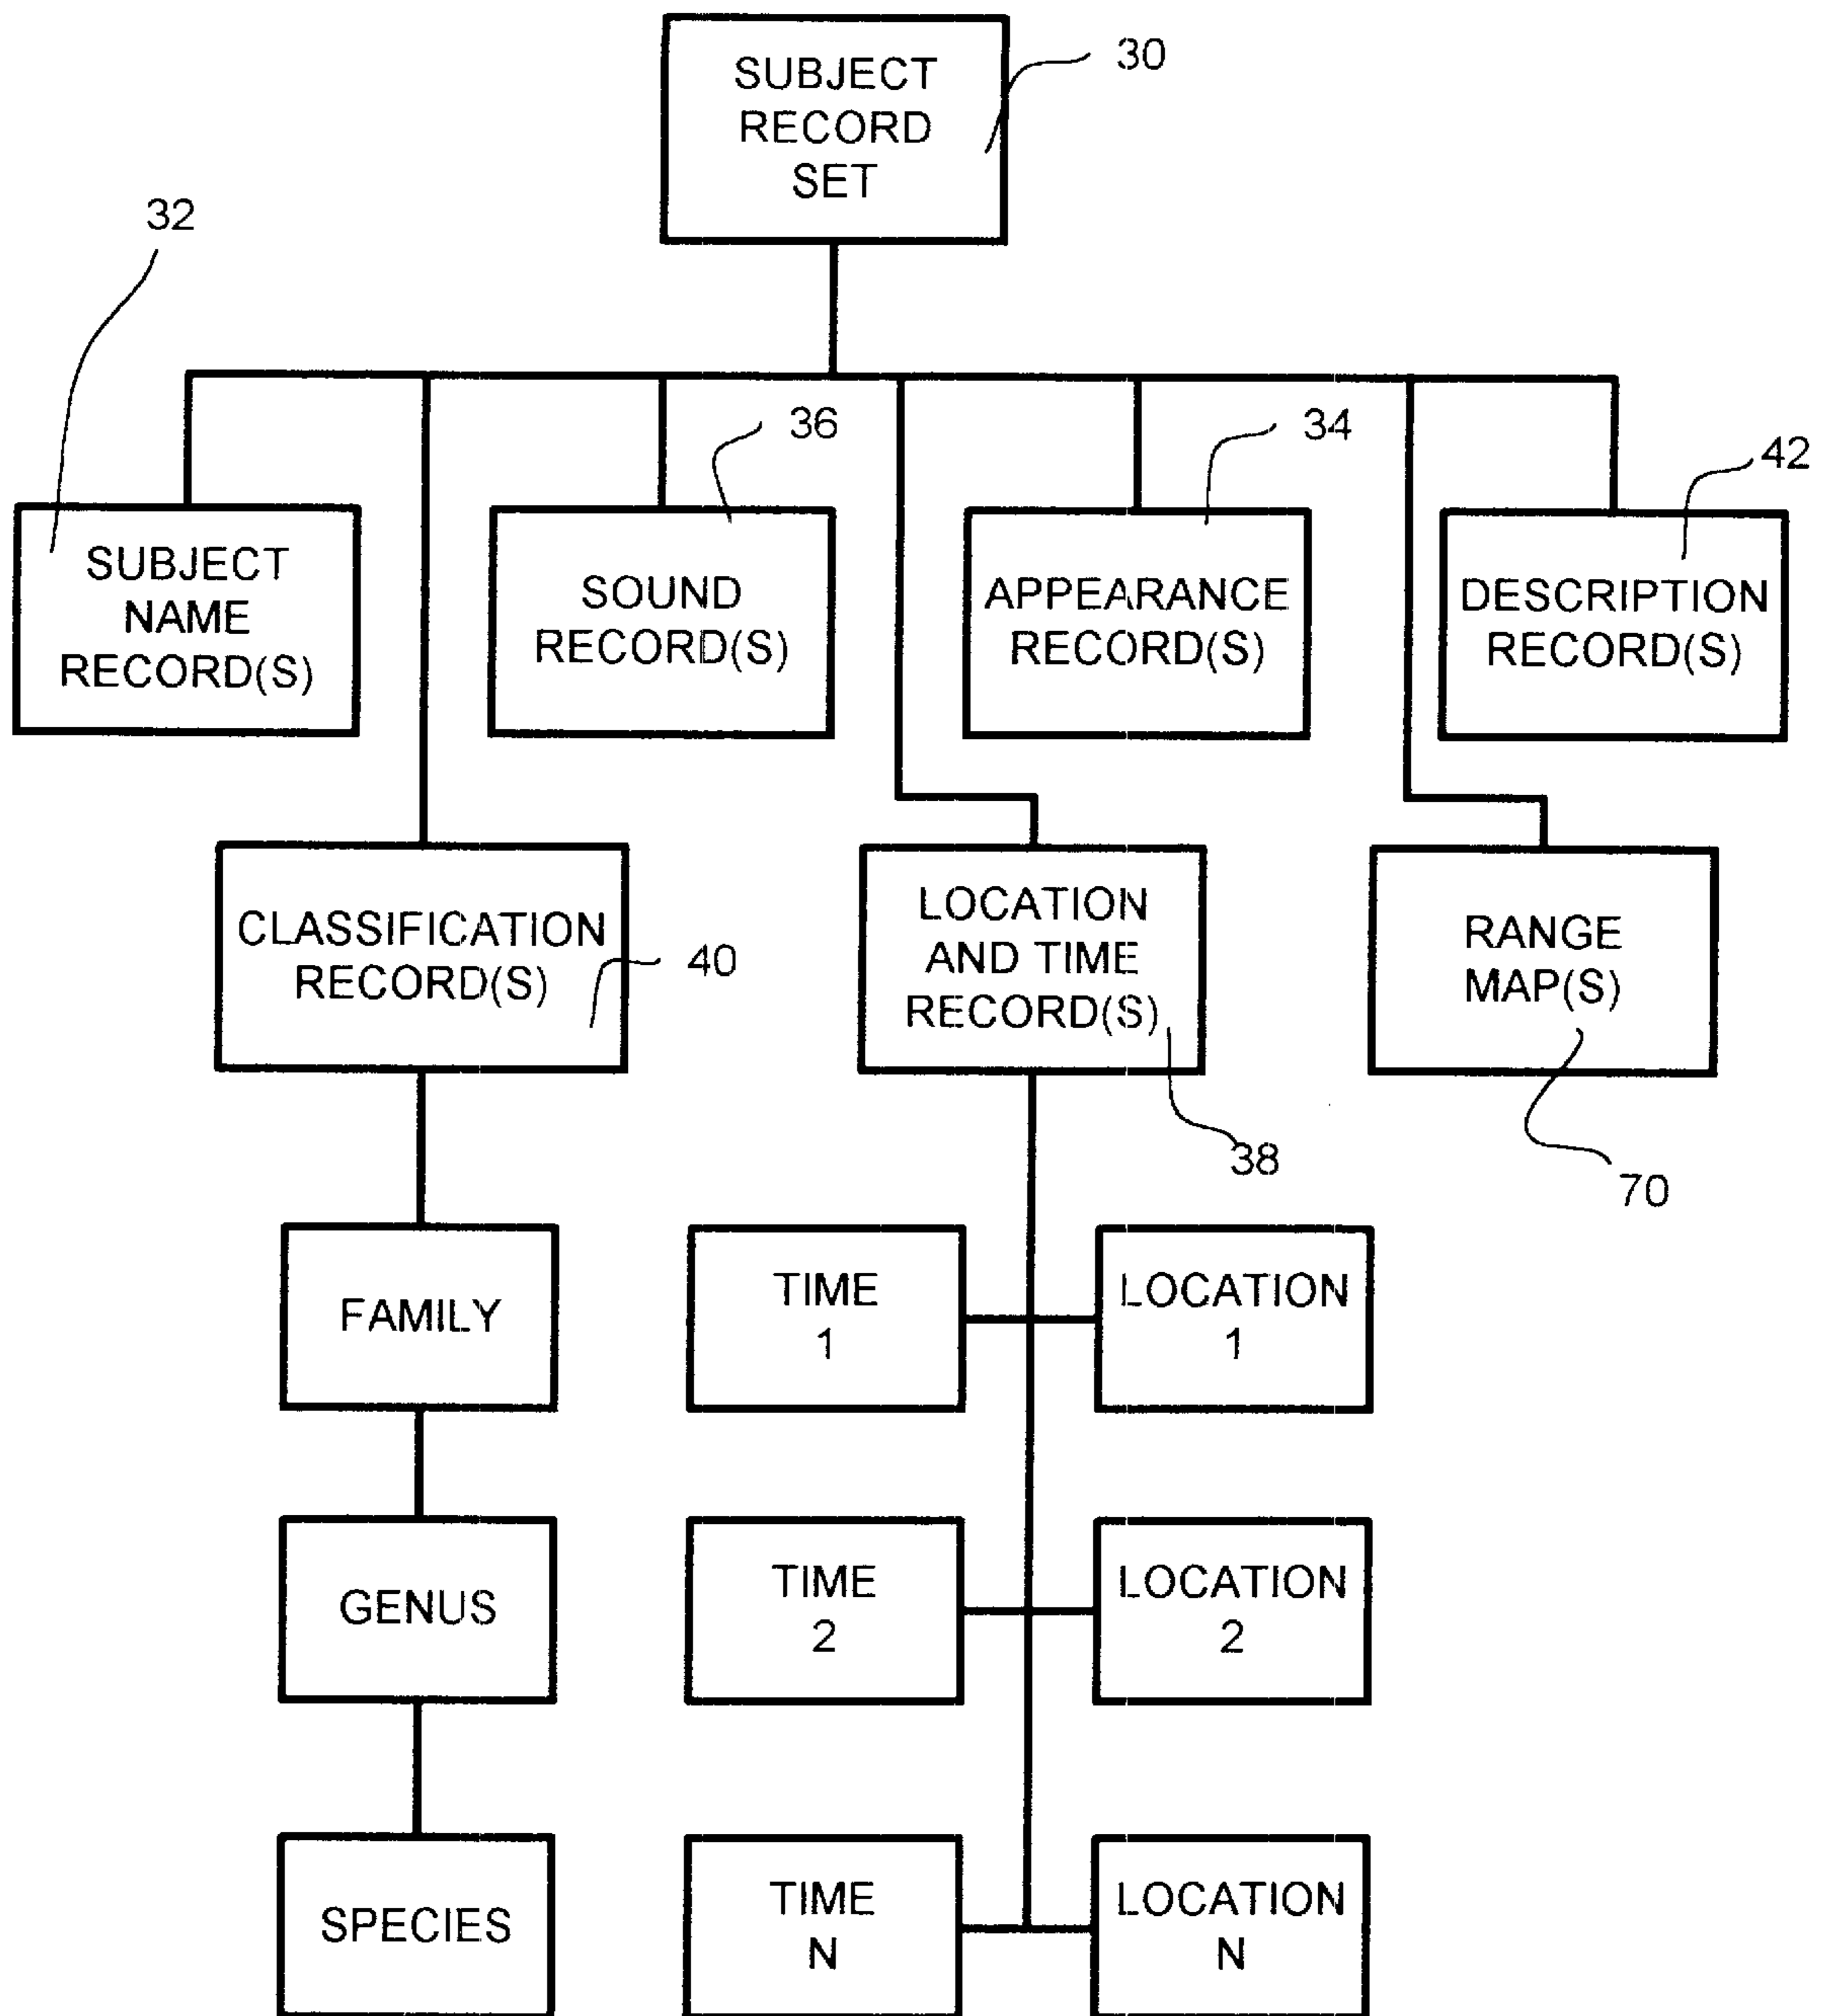 SUBJECT
RECORD
SET
30
32
36
34
42
SUBJECT
NAME
RECORD(S)
SOUND
RECORD(S)
APPEARANCE
RECORD(S)
DESCRIPTION
RECORD(S)
CLASSIFICATION
RECORD(S)
40
LOCATION
AND TIME
RECORD(S)
38
RANGE
MAP(S)
70
FAMILY
TIME
1
LOCATION
1
GENUS
TIME
2
LOCATION
2
SPECIES
TIME
N
LOCATION
N